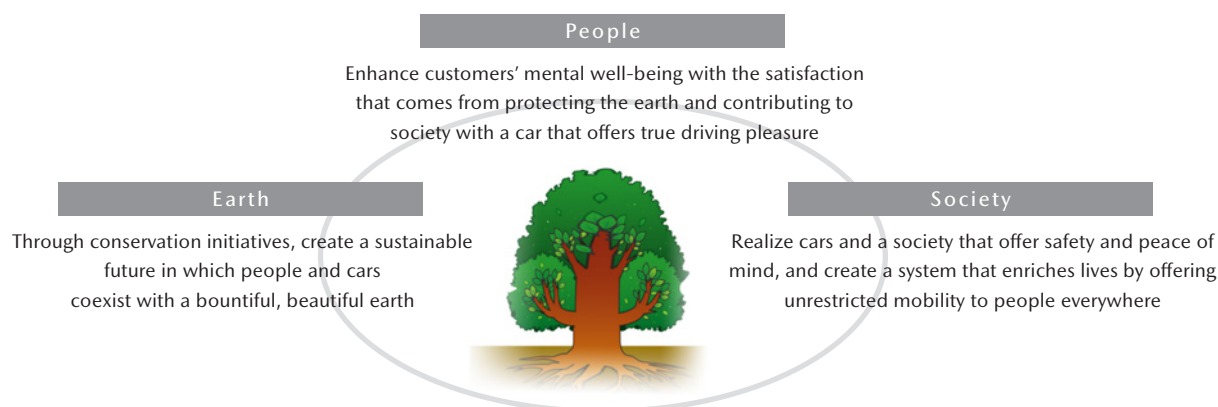 People
Enhance customers’ mental well-being with the satisfaction
that comes from protecting the earth and contributing to
society with a car that offers true driving pleasure
Earth
Through conservation initiatives, create a sustainable
future in which people and cars
coexist with a bountiful, beautiful earth
Society
Realize cars and a society that offer safety and peace of
mind, and create a system that enriches lives by offering
unrestricted mobility to people everywhere